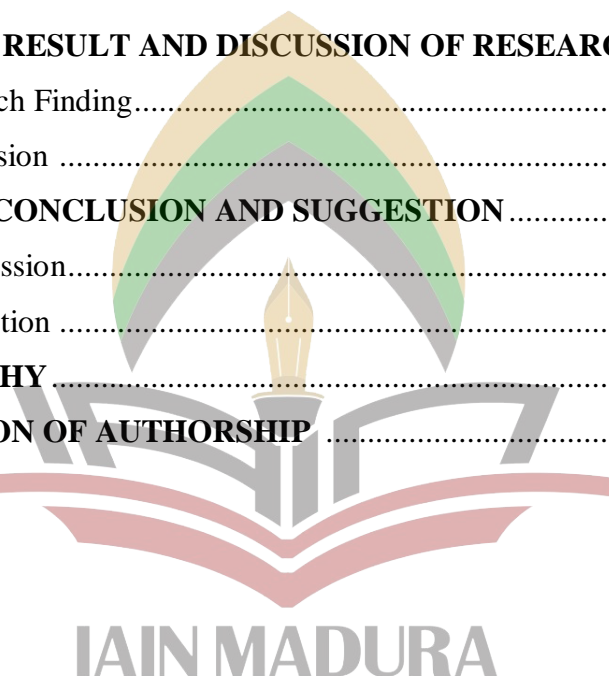 RESULT AND DISCUSSION OF RESEARC
ch Finding................................................................
sion ................................................................
CONCLUSION AND SUGGESTION................
ssion................................................................
tion ................................................................
HY................................................................
ON OF AUTHORSHIP ................................
IAIN MADURA